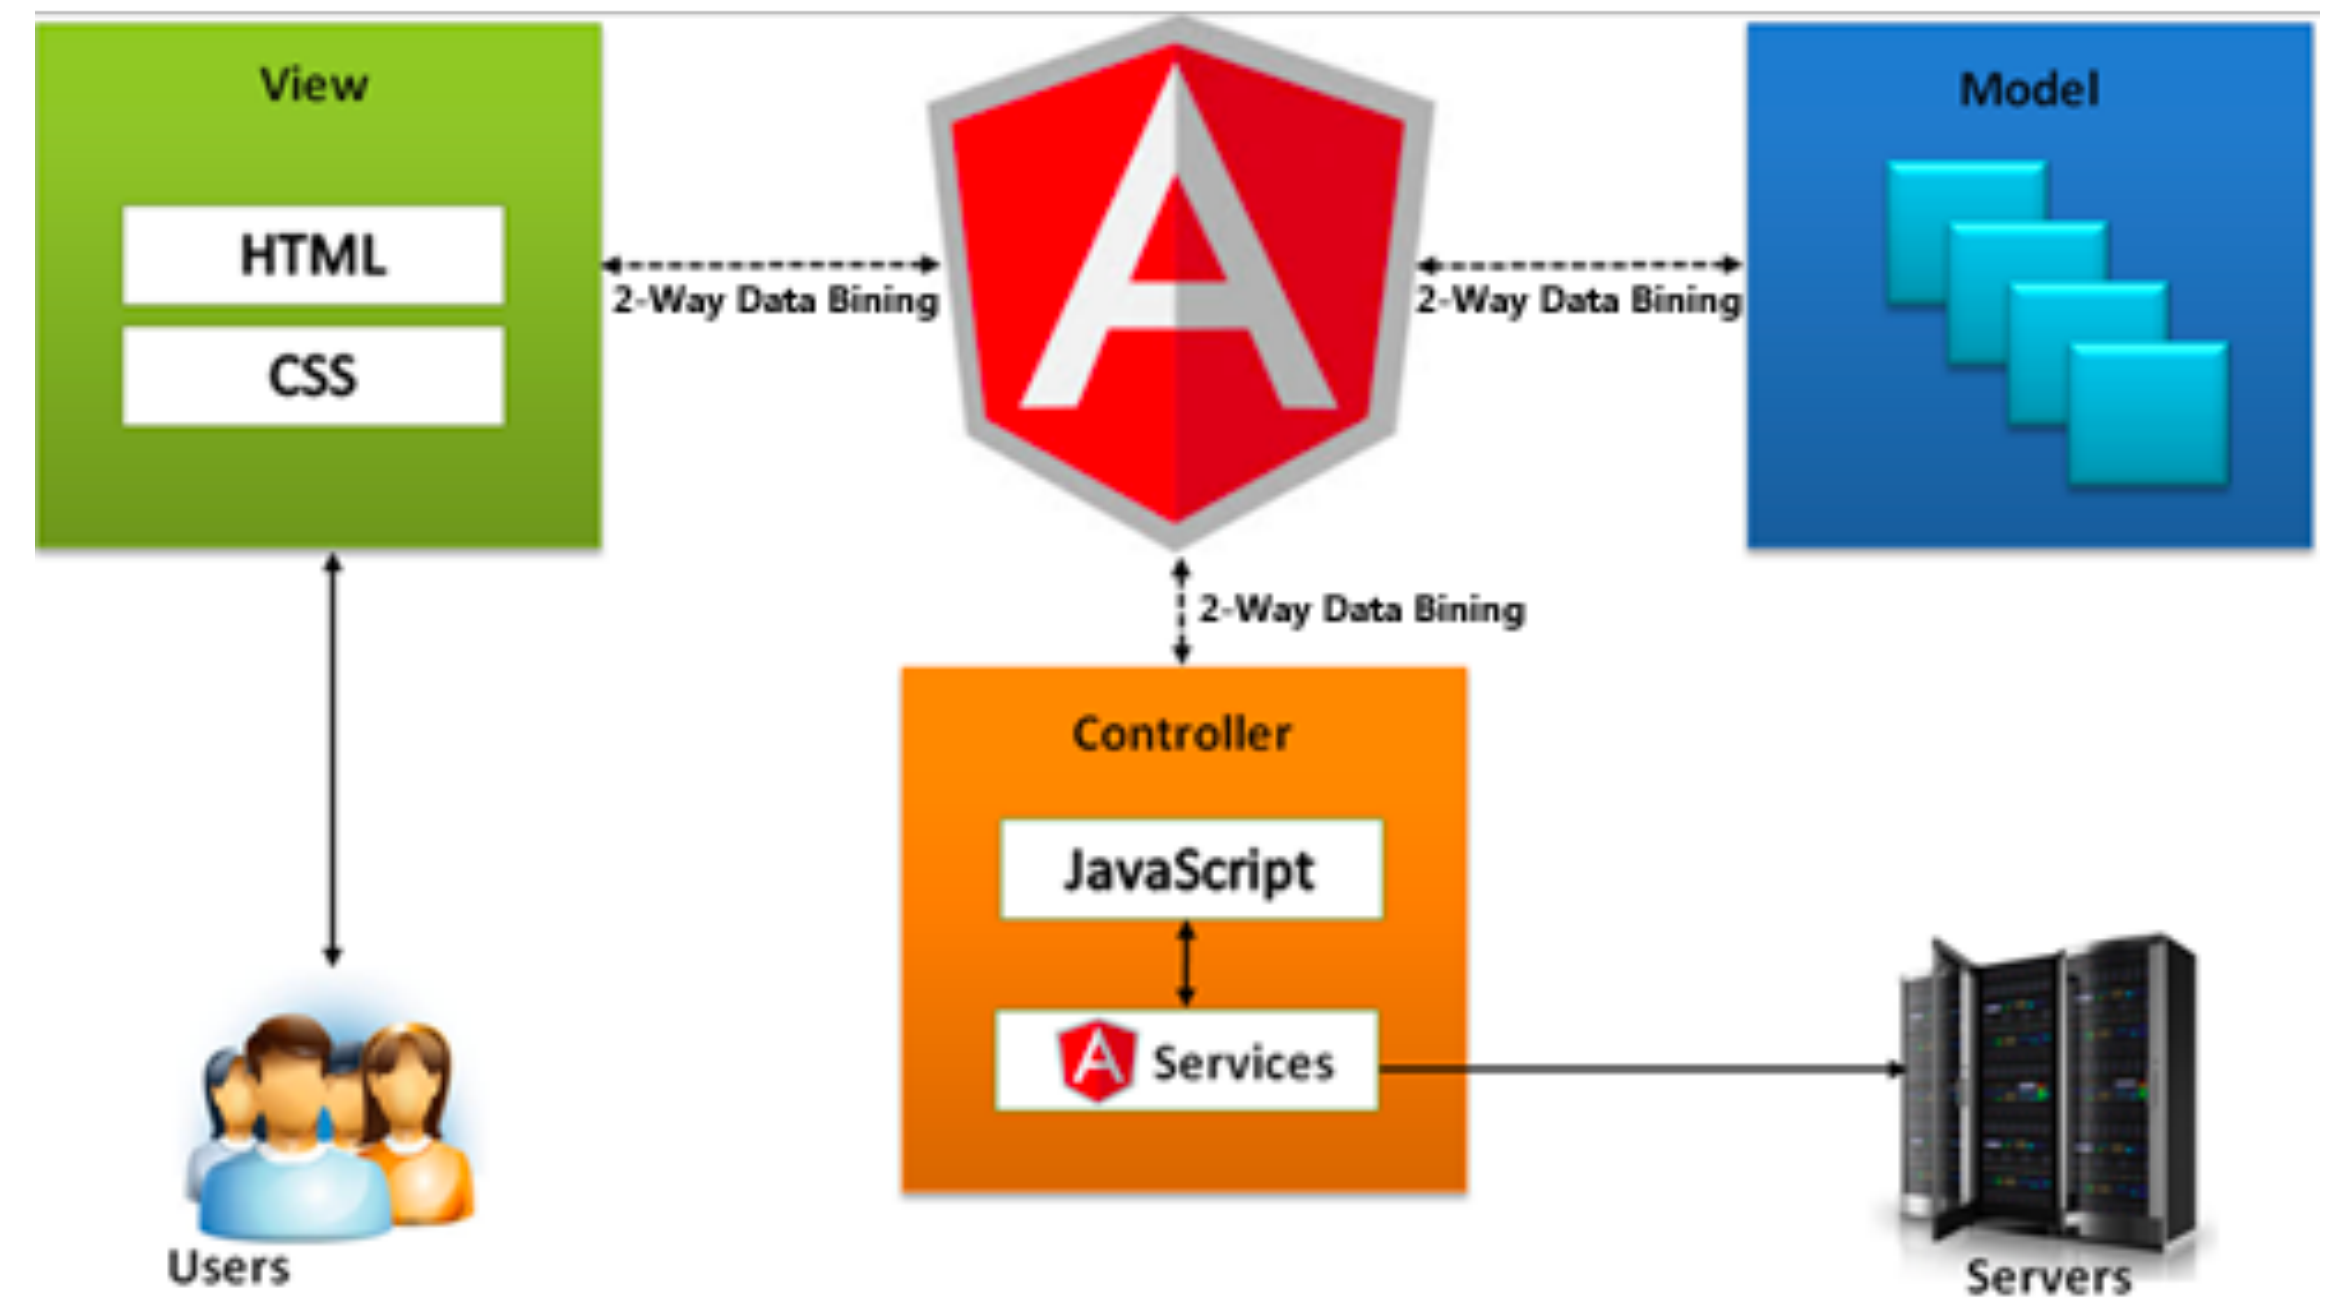 View
Model
HTML
CSS
2-Way Data Bining
2-Way Data Bining
2-Way Data Bining
Controller
JavaScript
Services
Users
Servers